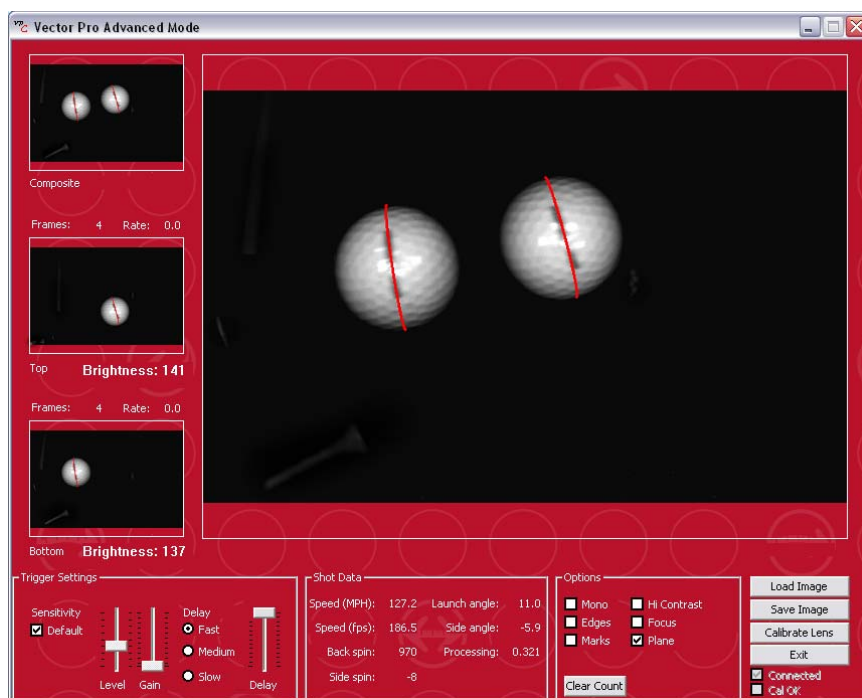 Vector Pro Advanced Mode
Composite
Frames: 4 Rate: 0.0
Top Brightness: 141
Frames: 4 Rate: 0.0
Bottom Brightness: 137
Trigger Settings
Sensitivity
Default
Level Gain
Delay
Fast
Medium
Slow
Delay
Shot Data
Speed (MPH): 127.2 Launch angle: 11.0
Speed (fps): 186.5 Side angle: -5.9
Back spin: 970 Processing: 0.321
Side spin: -8
Options
Mono Hi Contrast
Edges Focus
Marks Plane
Clear Count
Load Image
Save Image
Calibrate Lens
Exit
Connected
Cal OK